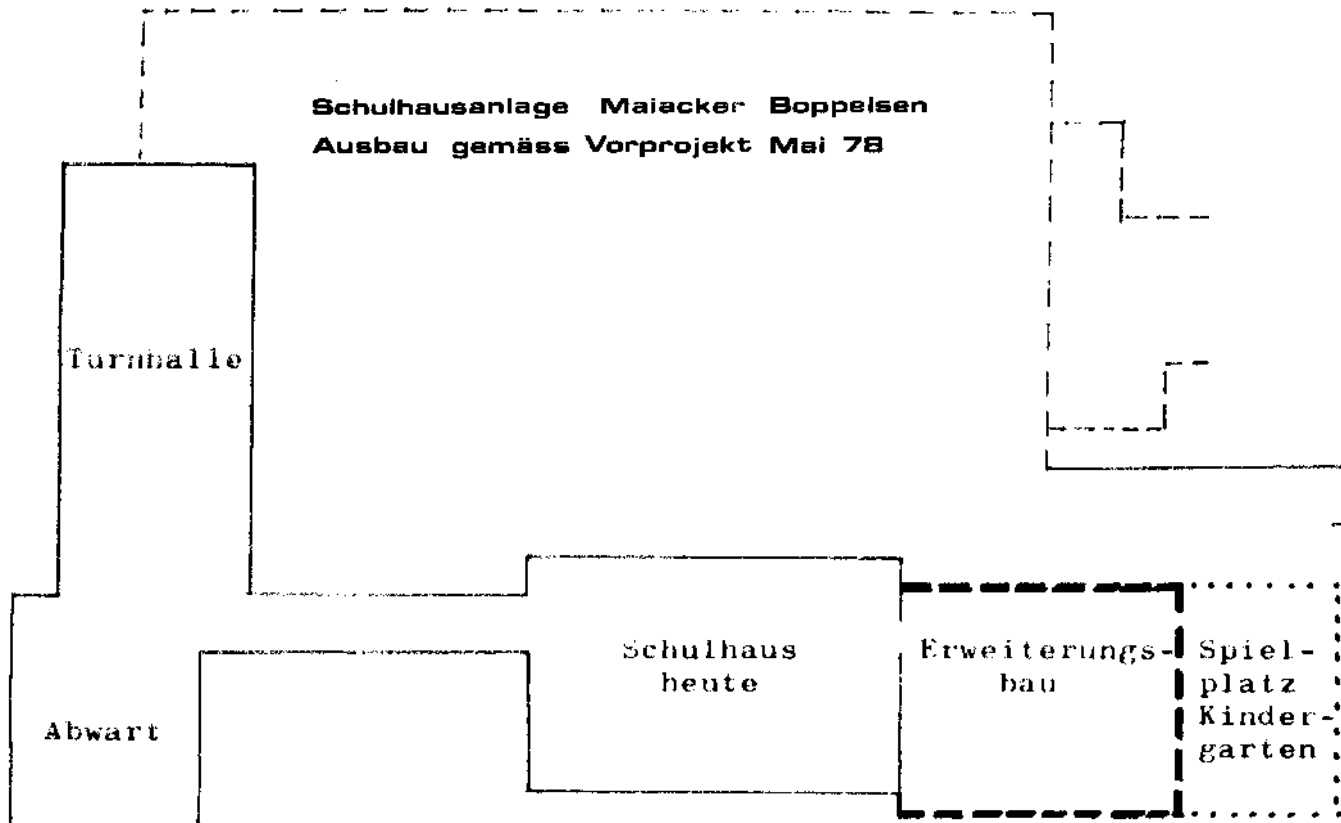 Schulhausanlage Maiacker Boppelsen
Ausbau gemäss Vorprojekt Mai 78
Turnhalle
Schulhaus
heute
Erweiterungs-
bau
Spiel-
platz
Kinder-
garten
Abwart